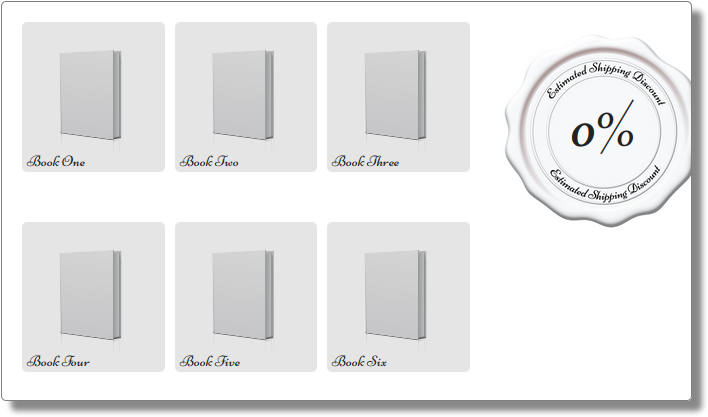 Book One
Book Two
Book Three
Estimated Shipping Discount
0%
Estimated Shipping Discount
Book Four
Book Five
Book Six